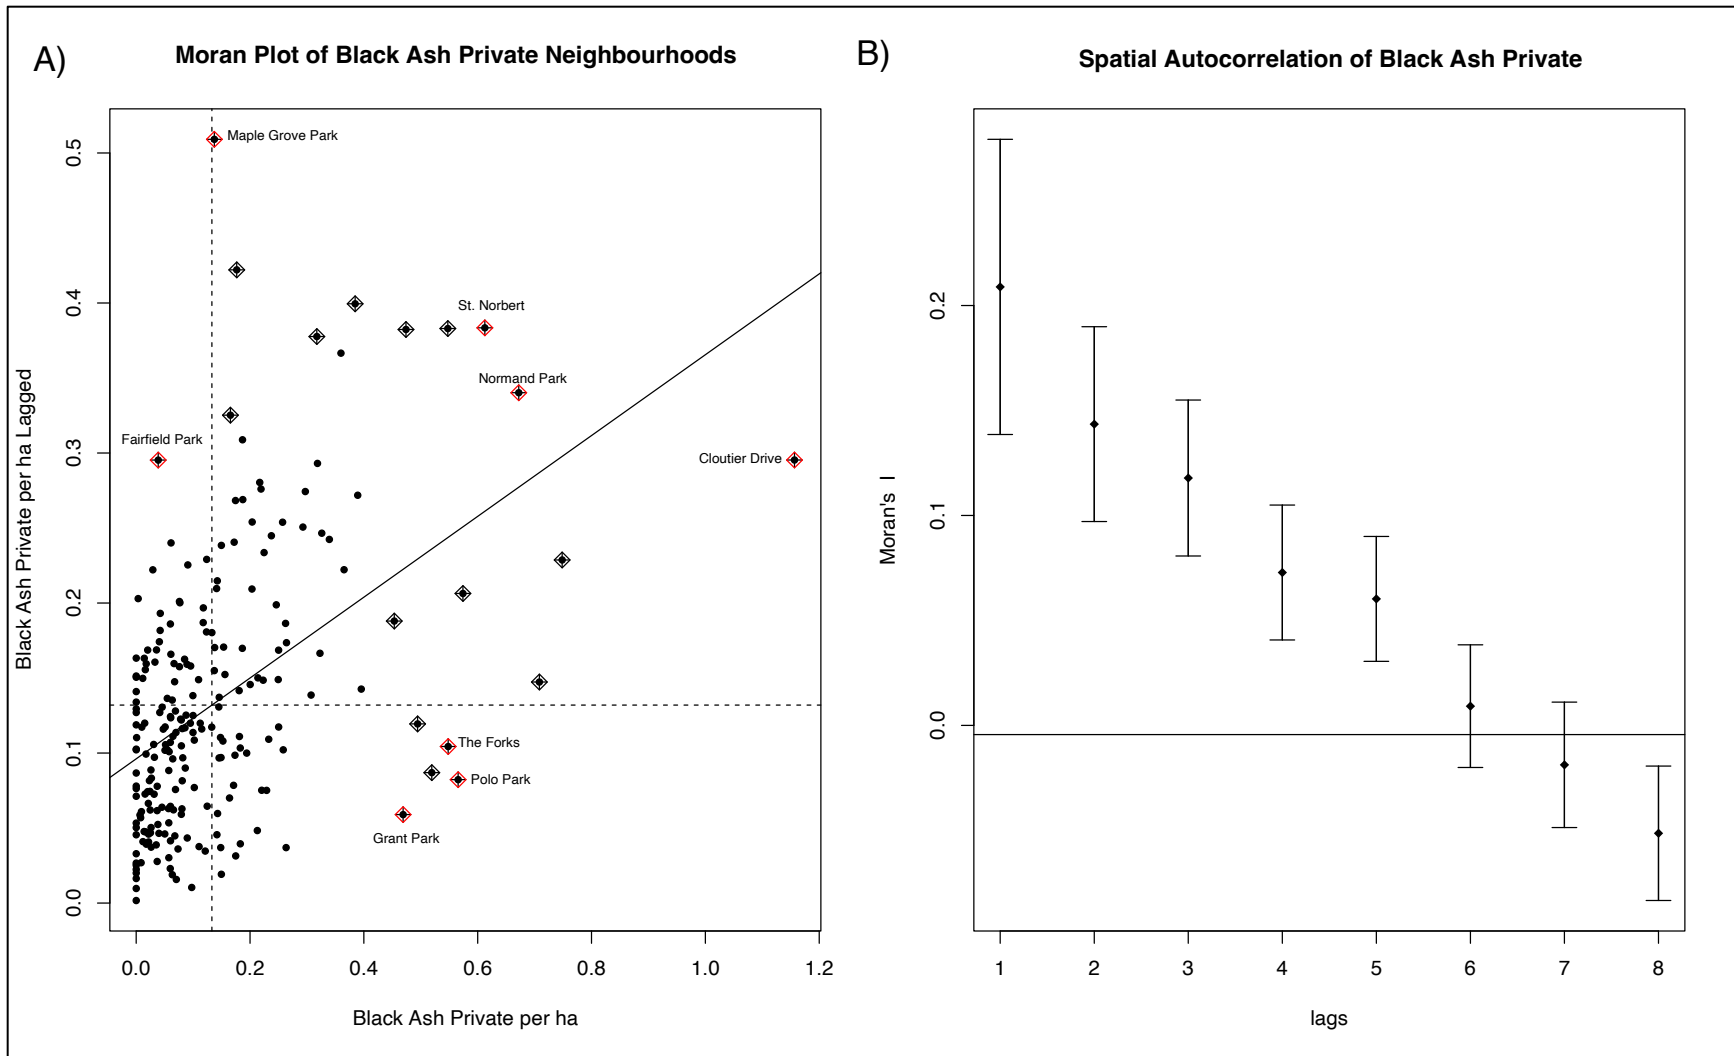 A)
Moran Plot of Black Ash Private Neighbourhoods
Black Ash Private per ha Lagged
0.5
0.4
0.3
0.2
0.1
0.0
Maple Grove Park
St. Norbert
Normand Park
Fairfield Park
Cloutier Drive
The Forks
Polo Park
Grant Park
0.0 0.2 0.4 0.6 0.8 1.0 1.2
Black Ash Private per ha
B)
Spatial Autocorrelation of Black Ash Private
Moran's I
0.2
0.1
0.0
1 2 3 4 5 6 7 8
lags